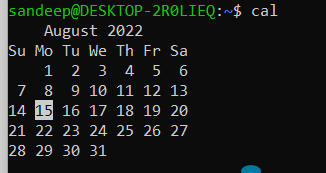 sandeep@DESKTOP-2R0LIEQ:~$ cal
    August 2022
Su Mo Tu We Th Fr Sa
    1  2  3  4  5  6
 7  8  9 10 11 12 13
14 15 16 17 18 19 20
21 22 23 24 25 26 27
28 29 30 31